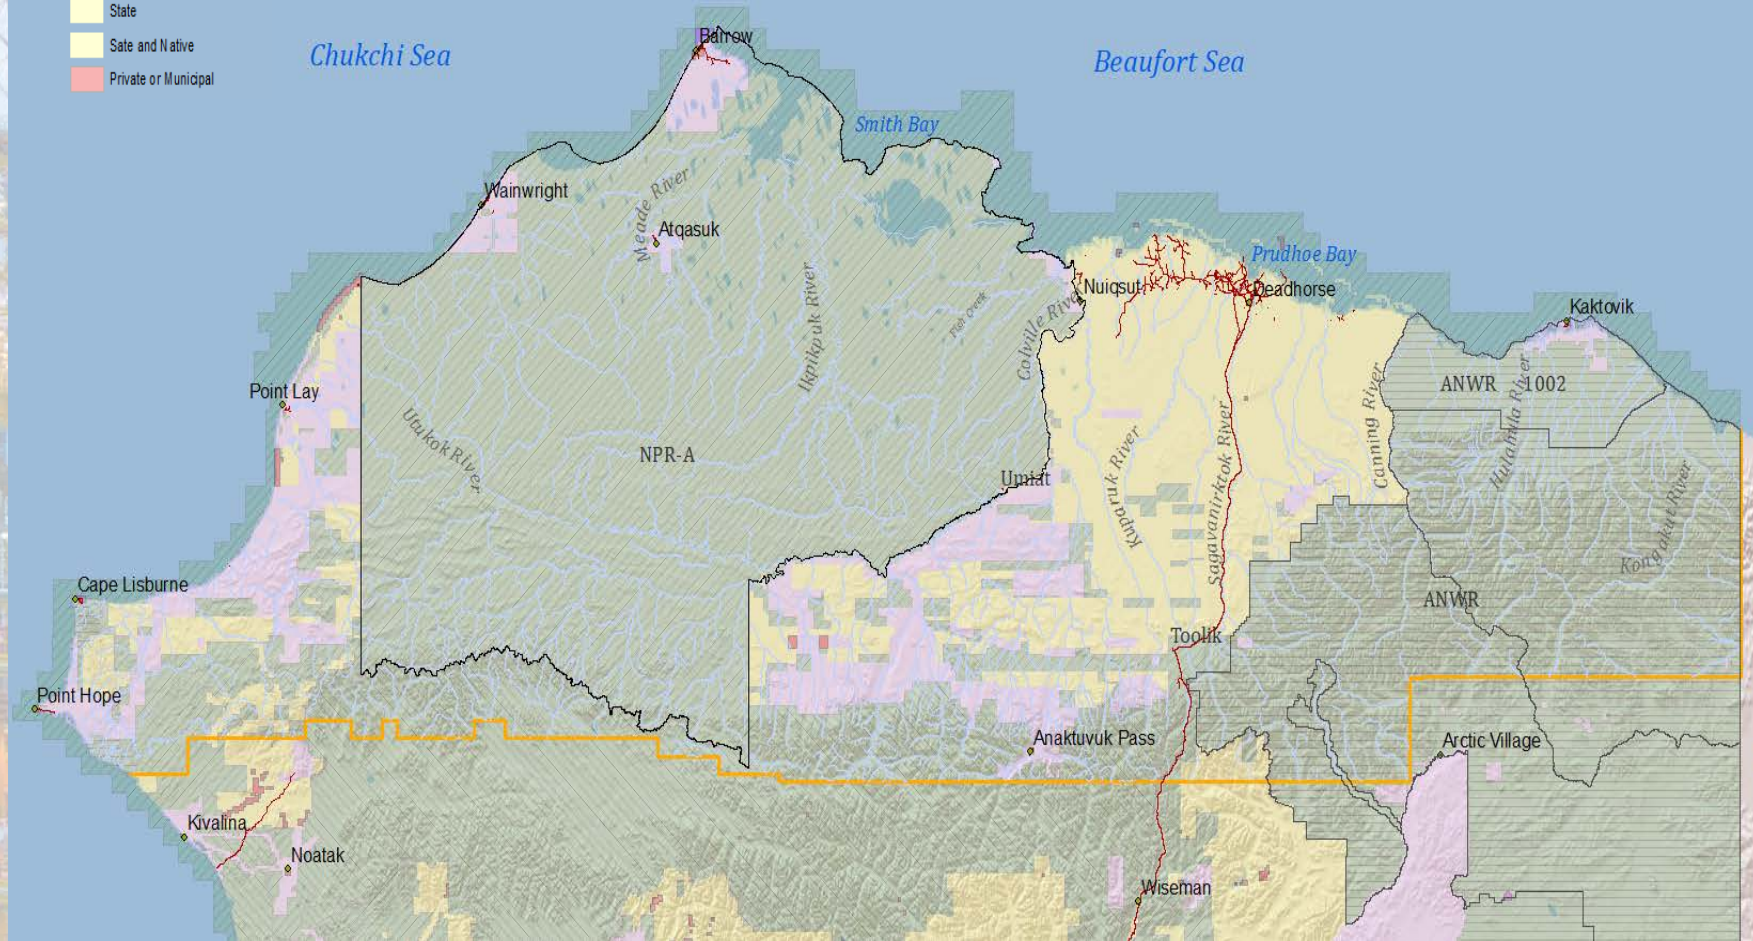 State
Sate and Native
Private or Municipal
Chukchi Sea
Barrow
Beaufort Sea
Smith Bay
Wainwright
Meade River
Atqasuk
Prudhoe Bay
Nuiqsut
Deadhorse
Kaktovik
Ikpikpuk River
Fish Creek
Colville River
Point Lay
ANWR 1002
Canning River
Hulahula River
Utukok River
NPR-A
Umiat
Kuparuk River
Sagavanirktok River
Kongakut River
Cape Lisburne
ANWR
Toolik
Point Hope
Anaktuvuk Pass
Arctic Village
Kivalina
Noatak
Wiseman